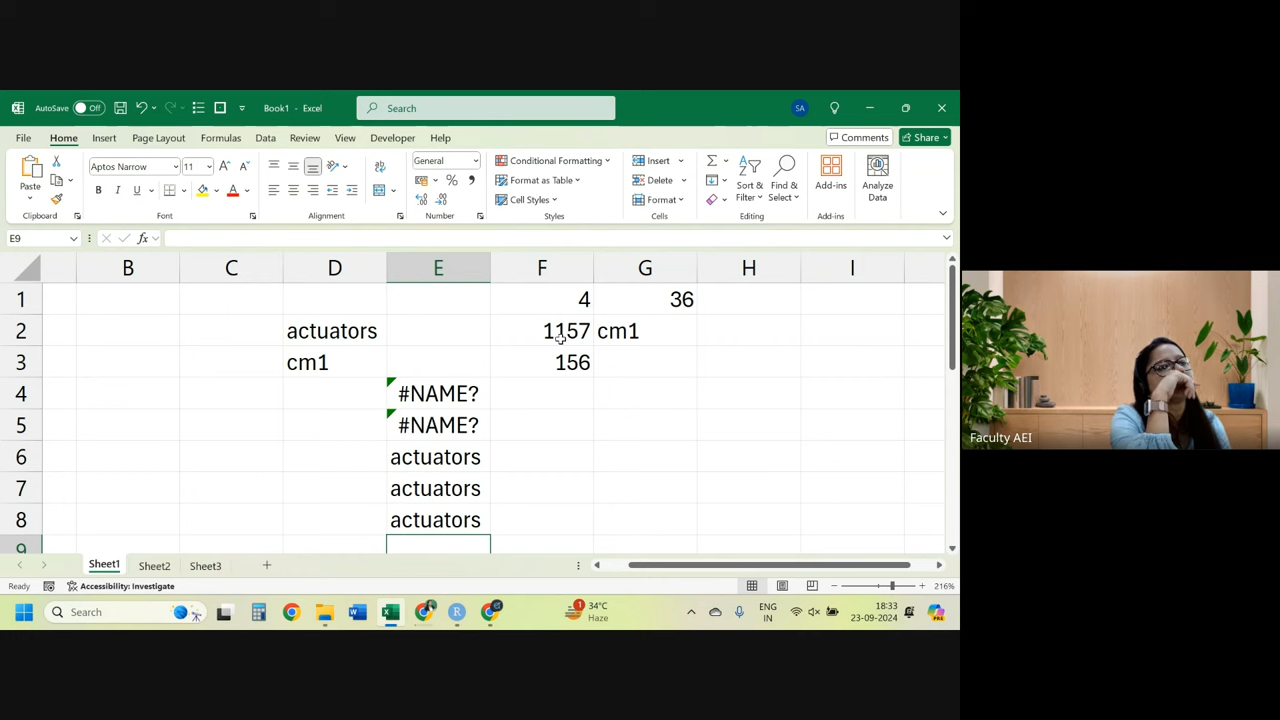 AutoSave Off Book1 - Excel Search SA
File Home Insert Page Layout Formulas Data Review View Developer Help Comments Share
Paste Aptos Narrow 11 A A General Conditional Formatting Insert Sort & Filter Find & Select Add-ins Analyze Data
B I U A % , Format as Table Delete
Cell Styles Format
Clipboard Font Alignment Number Styles Cells Editing Add-ins
E9 fx
B C D E F G H I
1 4 36
2 actuators 1157 cm1
3 cm1 156
4 #NAME?
5 #NAME?
6 actuators
7 actuators
8 actuators
9
Sheet1 Sheet2 Sheet3
Ready Accessibility: Investigate 216%
Search 1 34°C Haze ENG IN 18:33 23-09-2024
Faculty AEI